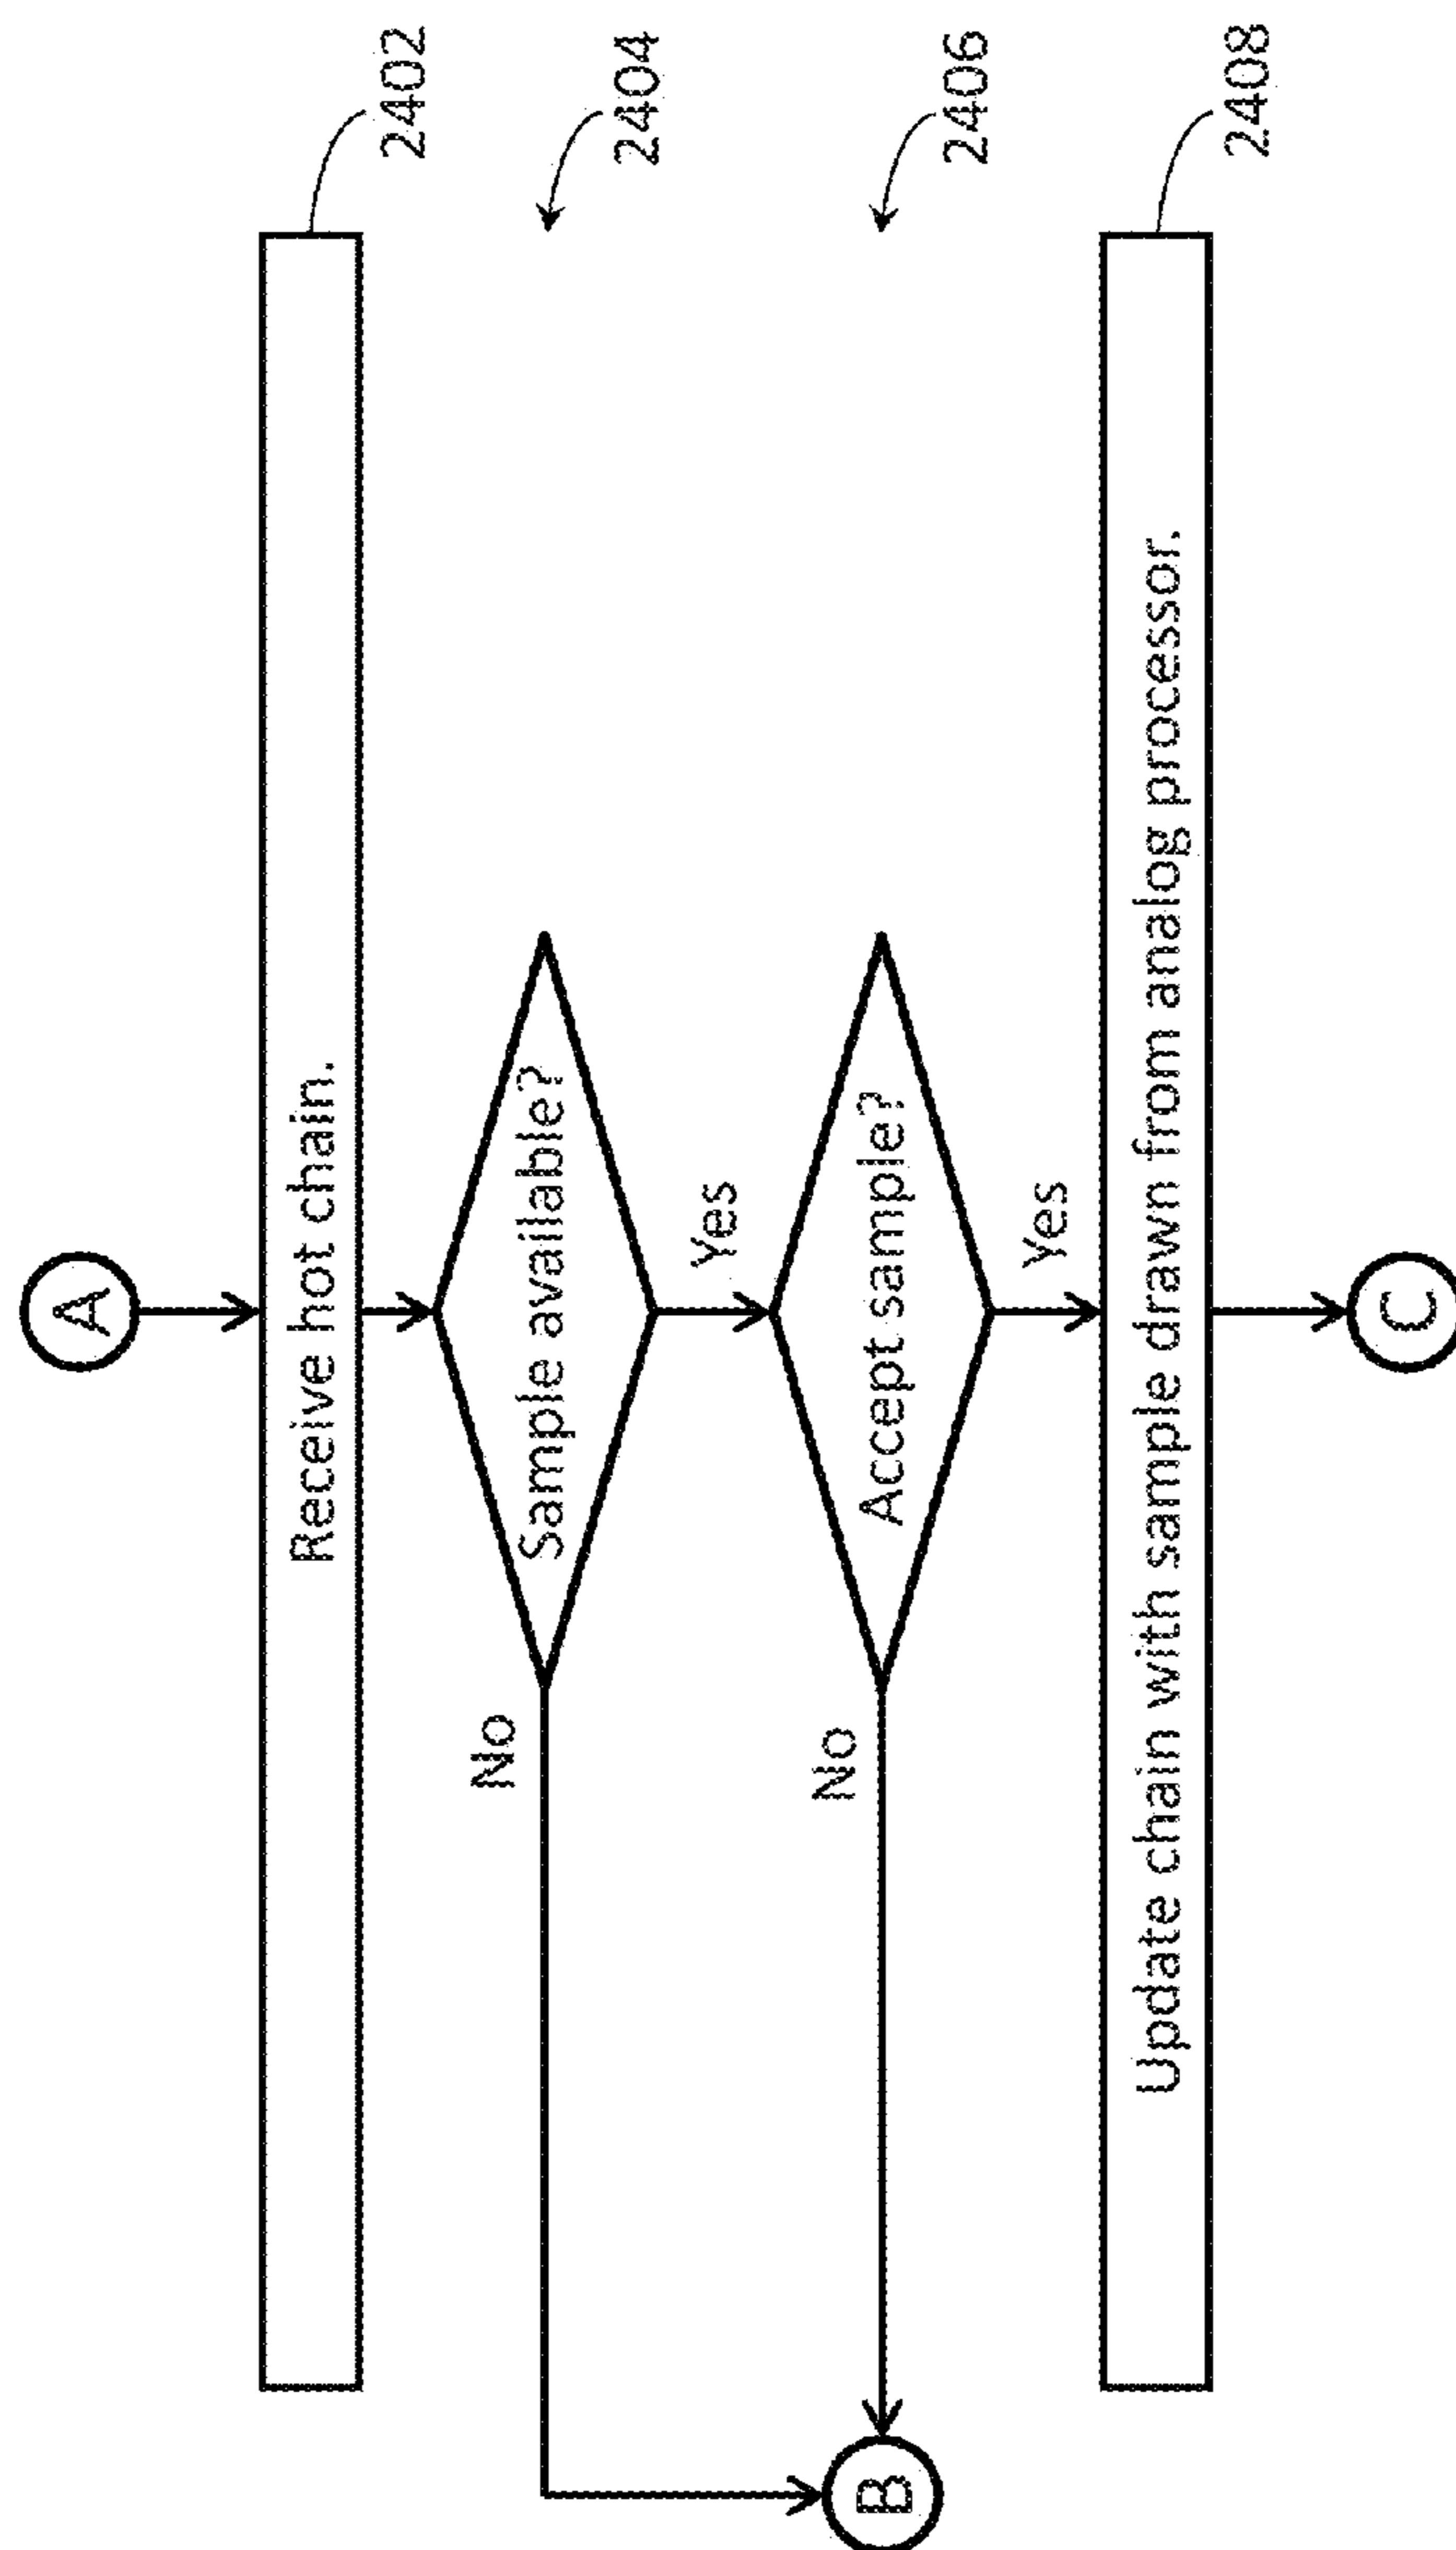 A
Receive hot chain.
2402
Sample available?
2404
No
Yes
Accept sample?
2406
No
Yes
B
Update chain with sample drawn from analog processor.
2408
C